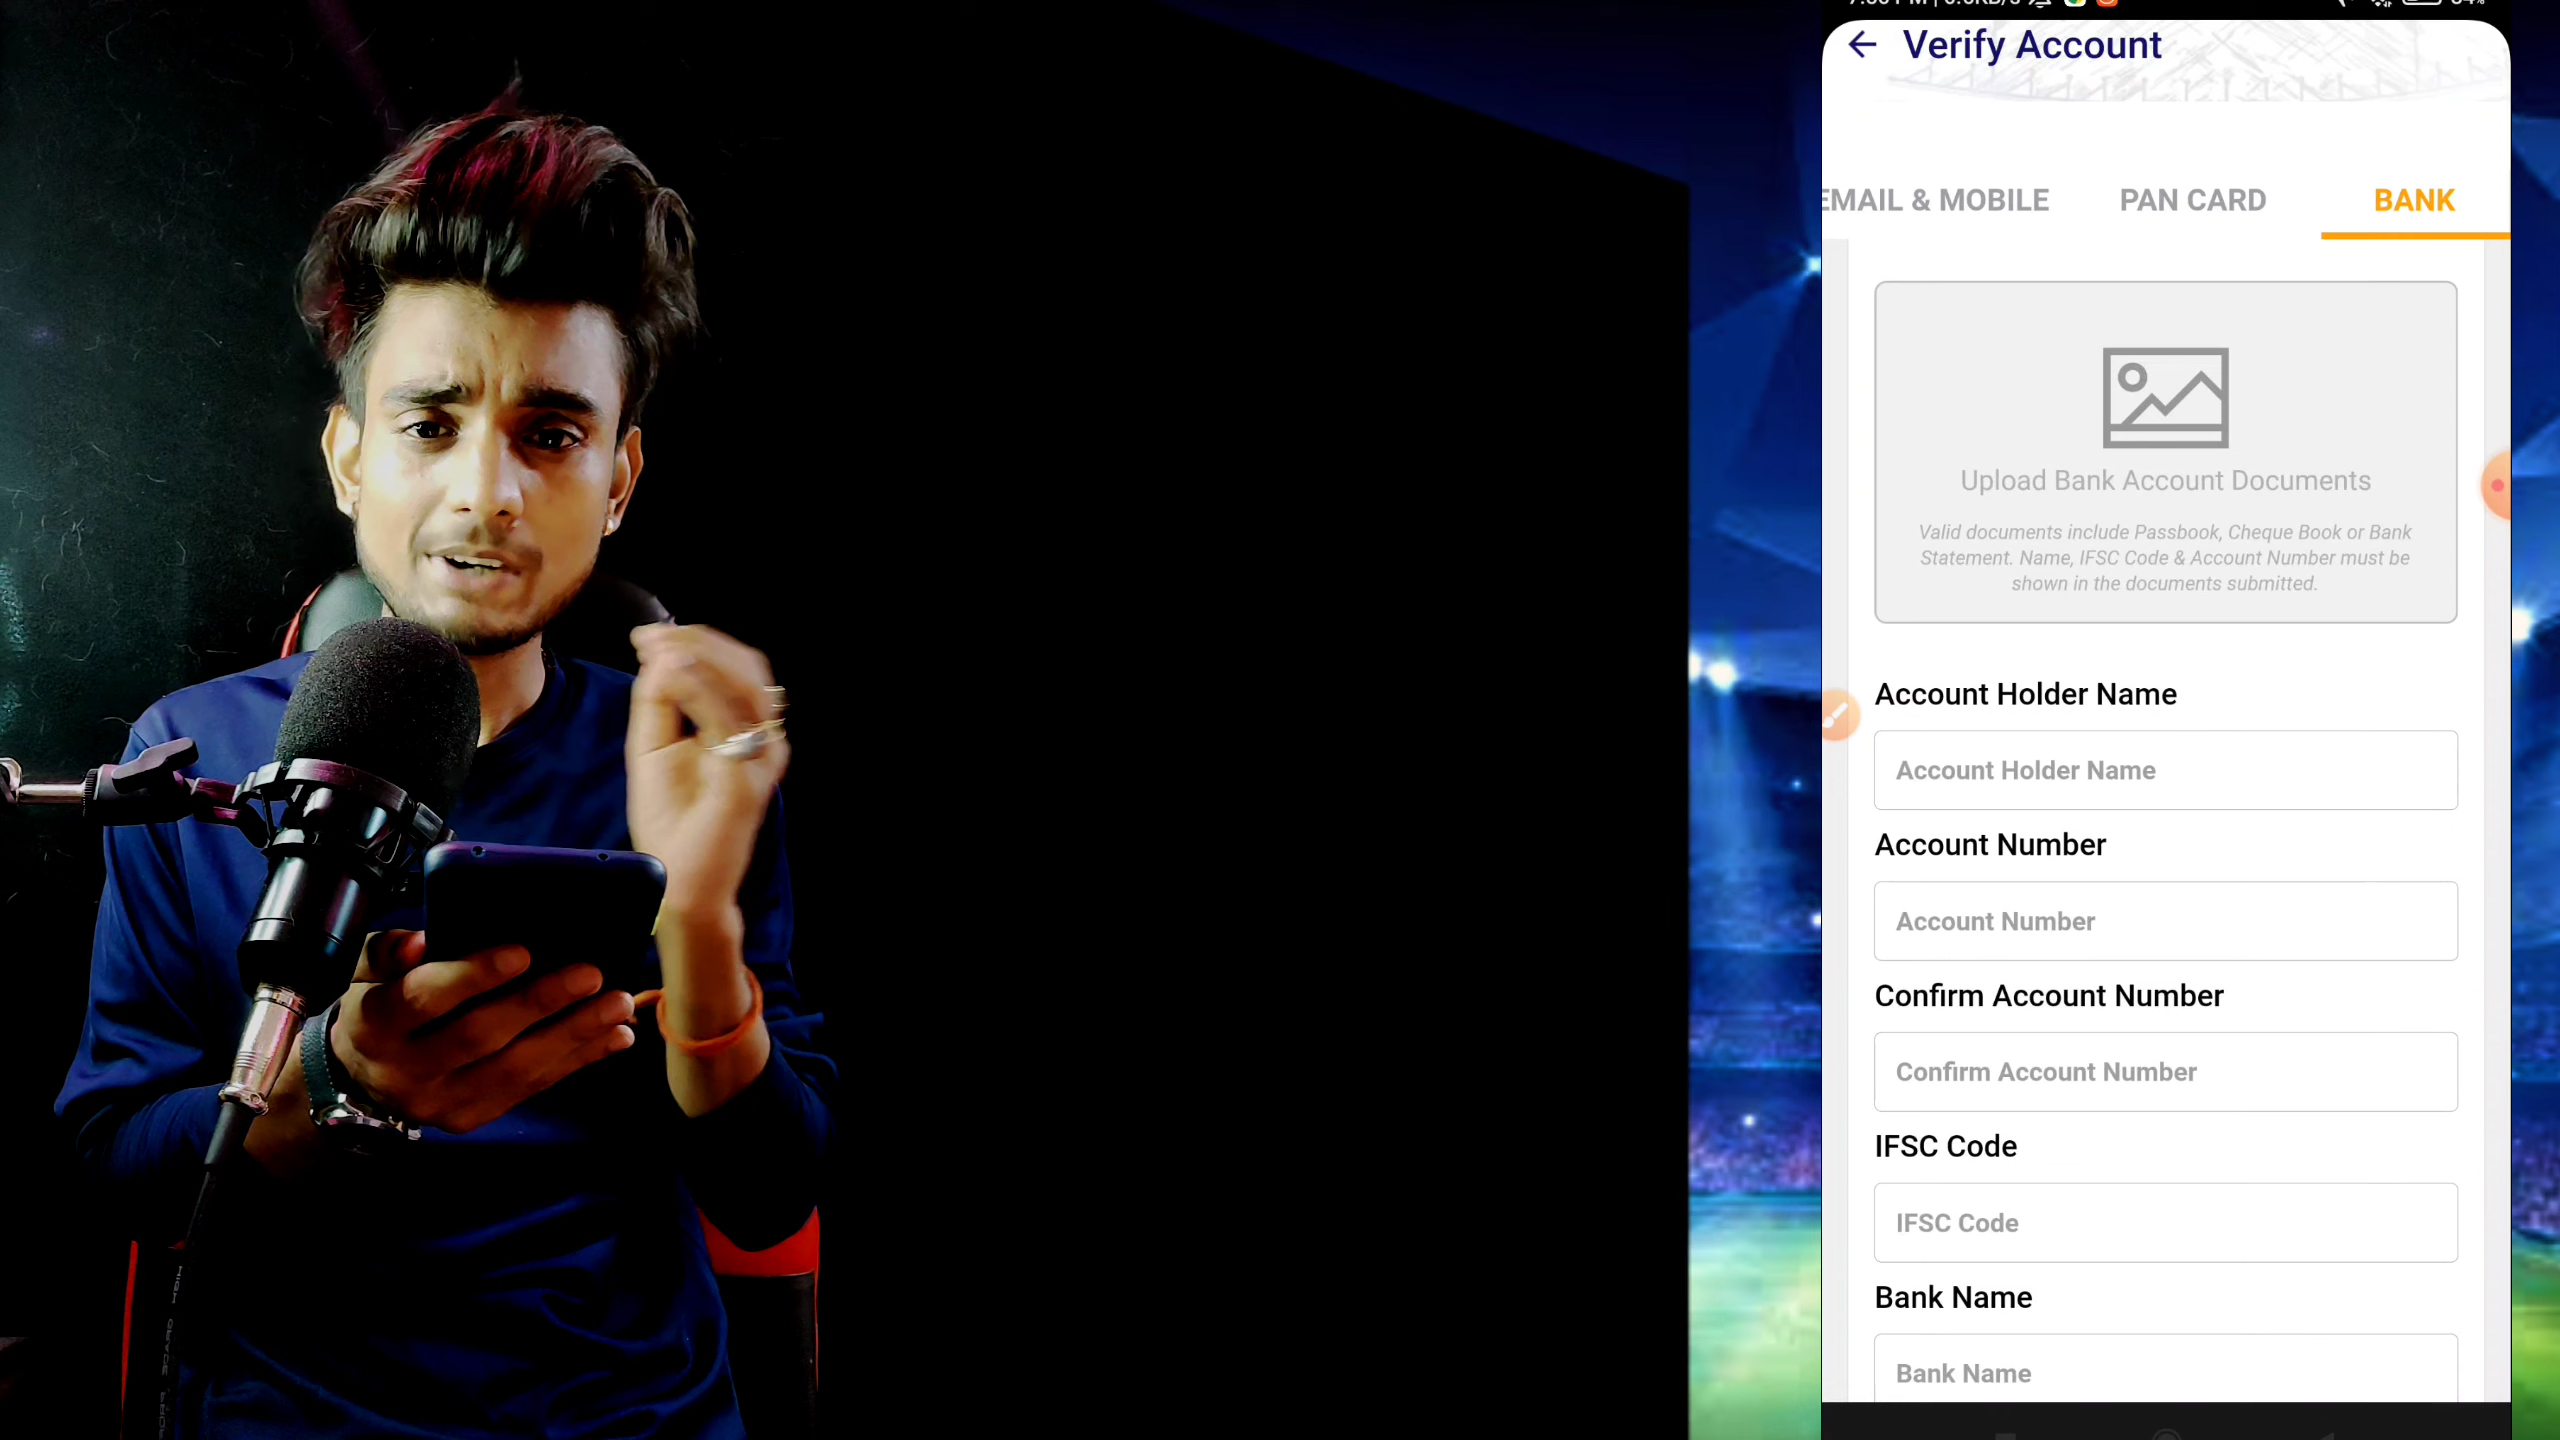 Verify Account
EMAIL & MOBILE PAN CARD BANK
Upload Bank Account Documents
Valid documents include Passbook, Cheque Book or Bank
Statement. Name, IFSC Code & Account Number must be
shown in the documents submitted.
Account Holder Name
Account Holder Name
Account Number
Account Number
Confirm Account Number
Confirm Account Number
IFSC Code
IFSC Code
Bank Name
Bank Name